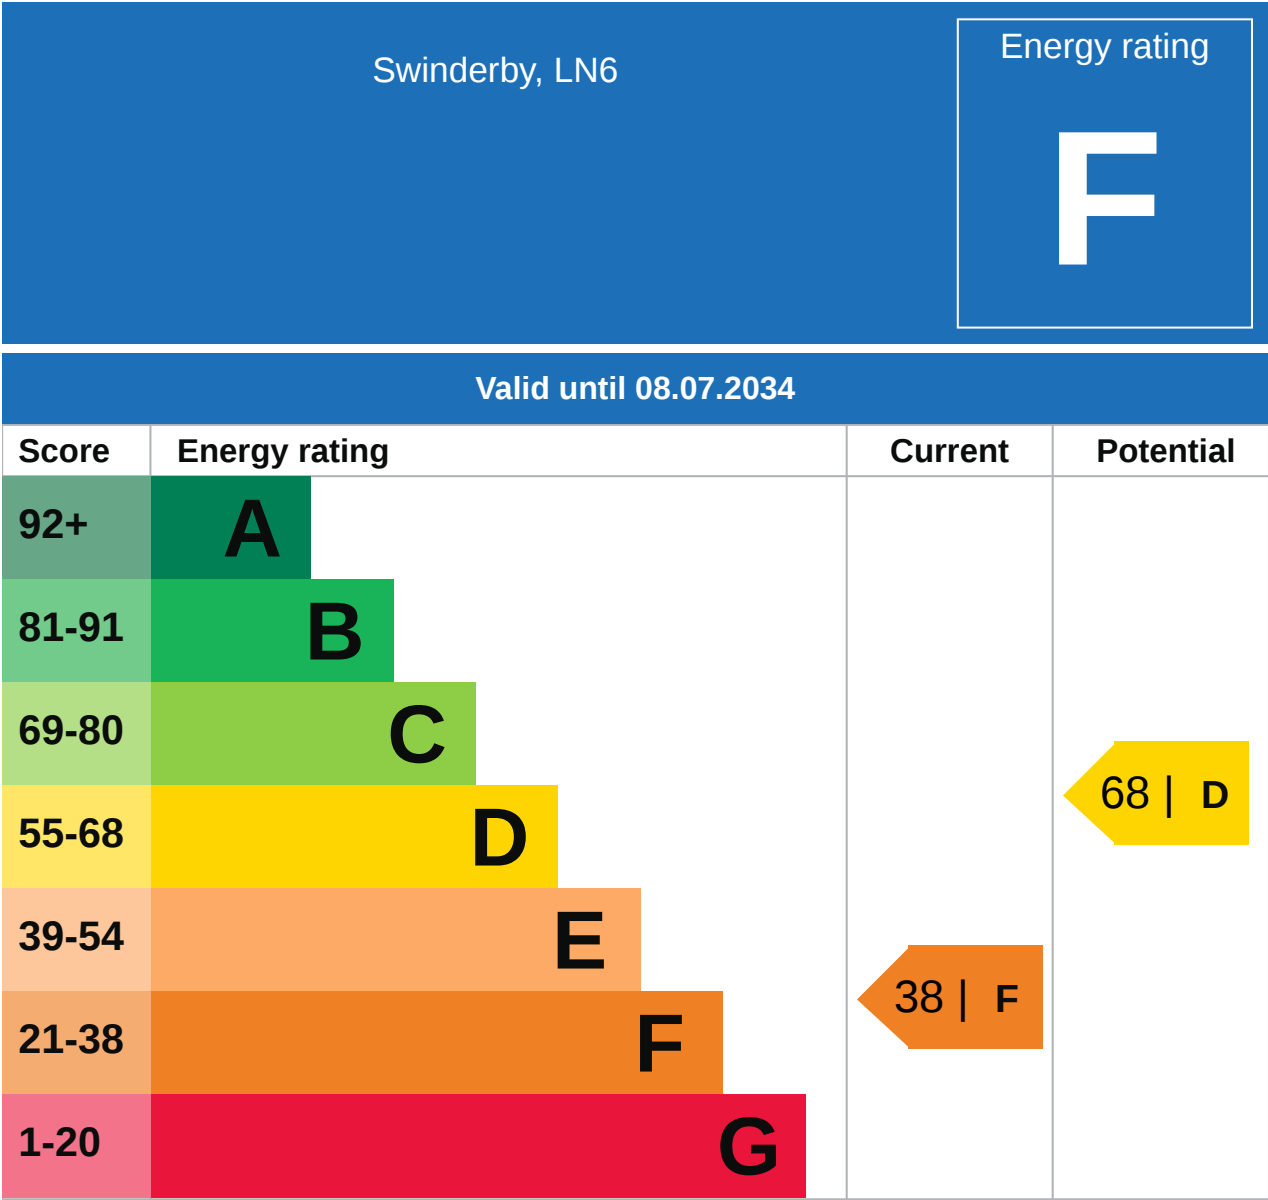 Swinderby, LN6
Energy rating
F
Valid until 08.07.2034
Score Energy rating Current Potential
92+ A
81-91 B
69-80 C
55-68 D
68 | D
39-54 E
21-38 F
38 | F
1-20 G